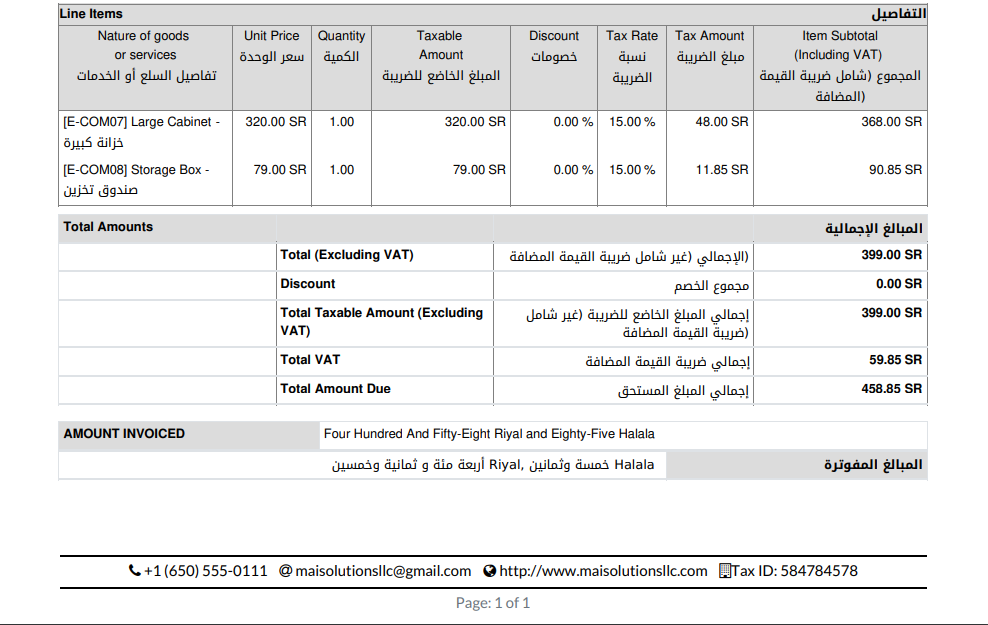 Line Items التفاصيل
Nature of goods or services تفاصيل السلع أو الخدمات
Unit Price سعر الوحدة
Quantity الكمية
Taxable Amount المبلغ الخاضع للضريبة
Discount خصومات
Tax Rate نسبة الضريبة
Tax Amount مبلغ الضريبة
Item Subtotal (Including VAT) المجموع (شامل ضريبة القيمة المضافة)
[E-COM07] Large Cabinet - 320.00 SR 1.00 320.00 SR 0.00 % 15.00 % 48.00 SR 368.00 SR
خزانة كبيرة
[E-COM08] Storage Box - 79.00 SR 1.00 79.00 SR 0.00 % 15.00 % 11.85 SR 90.85 SR
صندوق تخزين
Total Amounts المبالغ الإجمالية
Total (Excluding VAT) الإجمالي (غير شامل ضريبة القيمة المضافة) 399.00 SR
Discount مجموع الخصم 0.00 SR
Total Taxable Amount (Excluding VAT) إجمالي المبلغ الخاضع للضريبة (غير شامل ضريبة القيمة المضافة) 399.00 SR
Total VAT إجمالي ضريبة القيمة المضافة 59.85 SR
Total Amount Due إجمالي المبلغ المستحق 458.85 SR
AMOUNT INVOICED Four Hundred And Fifty-Eight Riyal and Eighty-Five Halala
أربعة مئة و ثمانية وخمسين Riyal, خمسة وثمانين Halala المبالغ المفوترة
+1 (650) 555-0111 @ maisolutionsllc@gmail.com http://www.maisolutionsllc.com Tax ID: 584784578
Page: 1 of 1